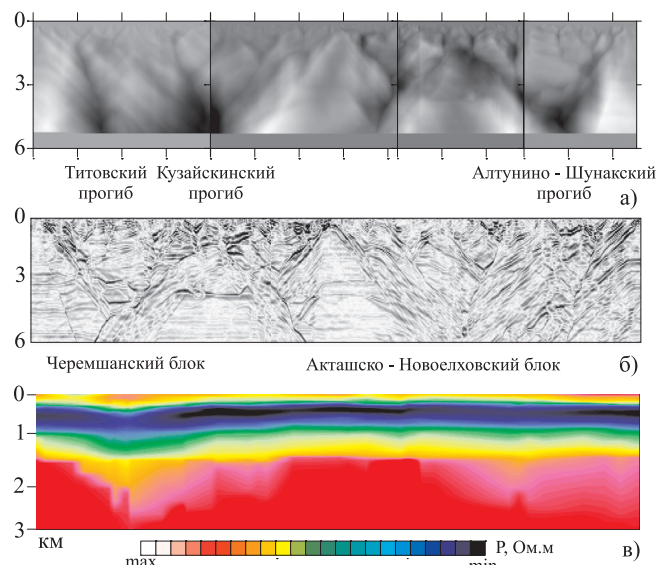 0
3
6
Титовский Кузайскинский Алтунино - Шунакский
прогиб прогиб прогиб
а)
0
3
6
Черемшанский блок Акташско - Новоелховский блок б)
0
1
2
3
км
max min P, Ом.м в)